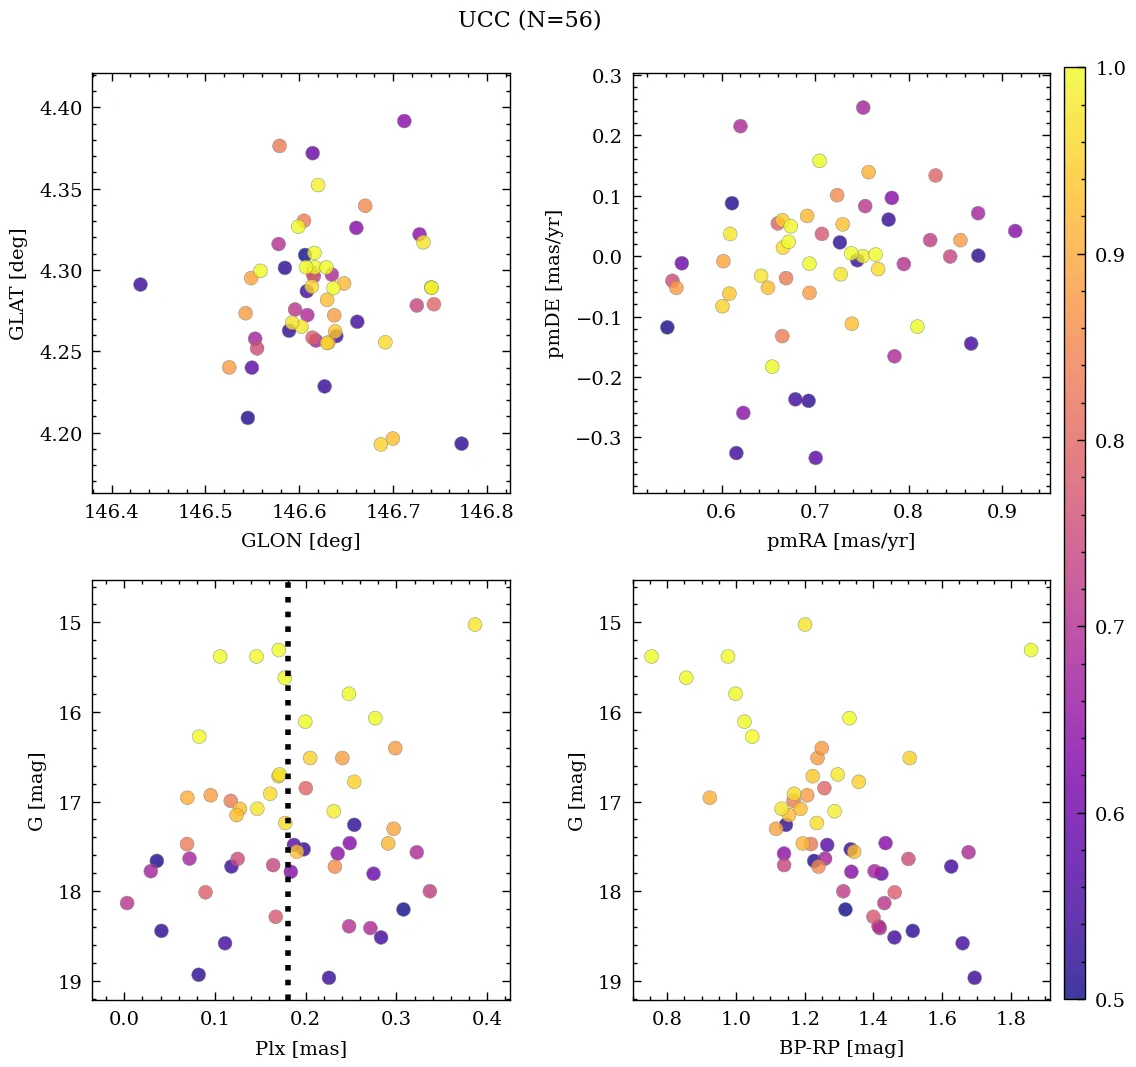 UCC (N=56)
4.40
4.35
4.30
4.25
4.20
GLAT [deg]
146.4 146.5 146.6 146.7 146.8
GLON [deg]
0.3
0.2
0.1
0.0
−0.1
−0.2
−0.3
pmDE [mas/yr]
0.6 0.7 0.8 0.9
pmRA [mas/yr]
15
16
17
18
19
G [mag]
0.0 0.1 0.2 0.3 0.4
Plx [mas]
15
16
17
18
19
G [mag]
0.8 1.0 1.2 1.4 1.6 1.8
BP-RP [mag]
1.0
0.9
0.8
0.7
0.6
0.5